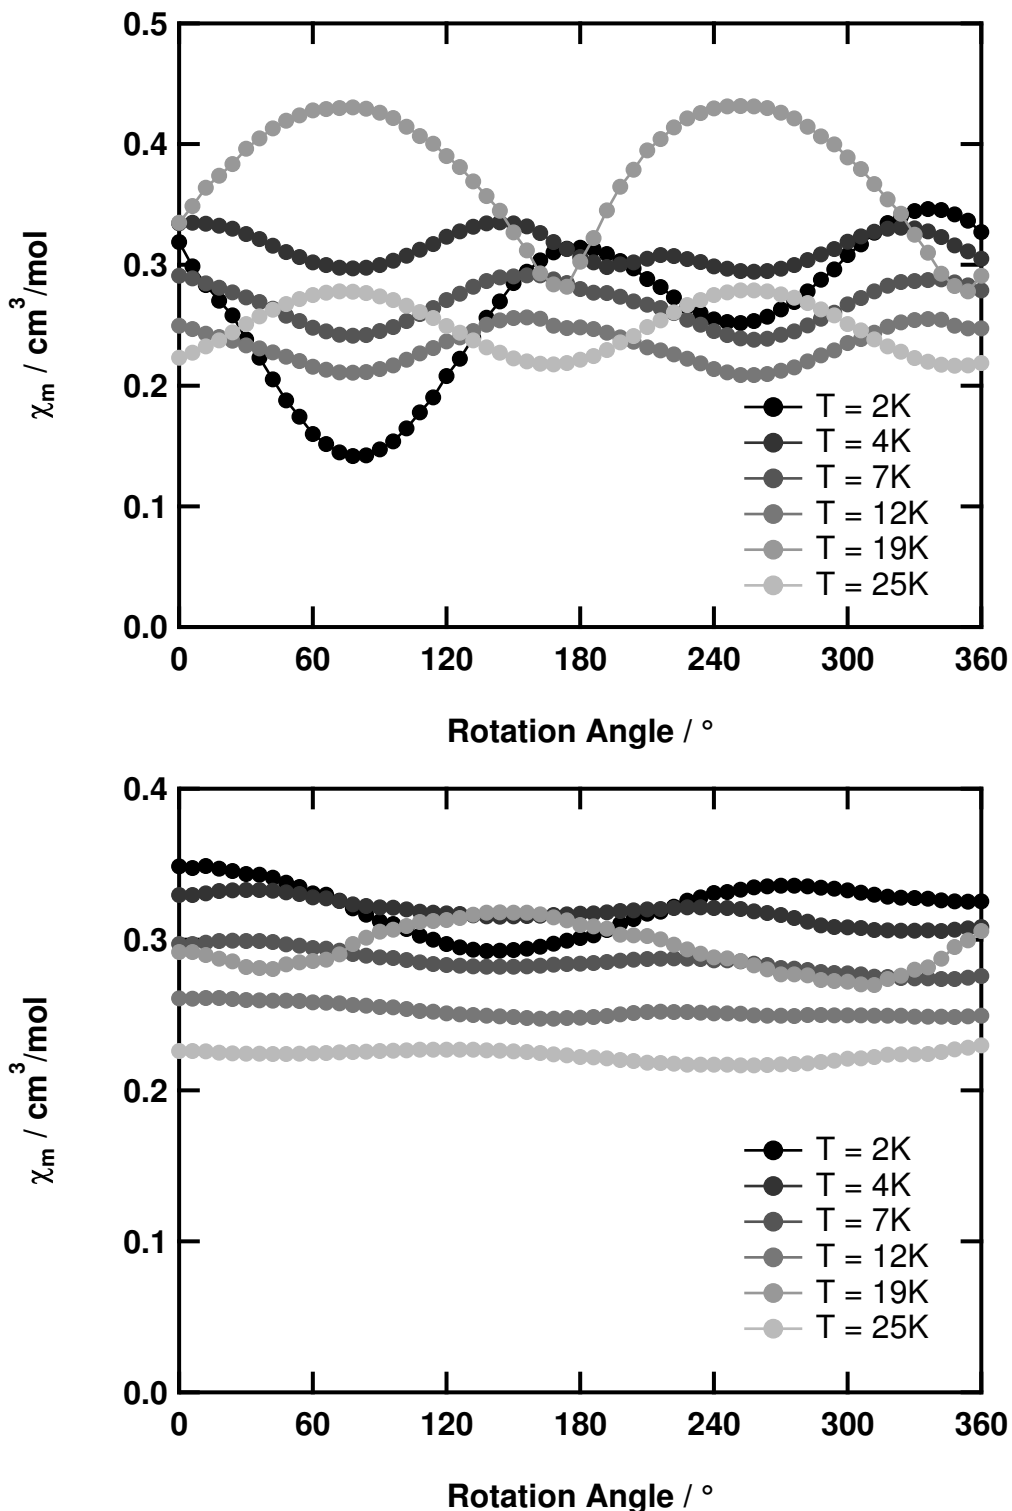 0.5
0.4
0.3
0.2
0.1
0.0
χm / cm3/mol
T = 2K
T = 4K
T = 7K
T = 12K
T = 19K
T = 25K
0 60 120 180 240 300 360
Rotation Angle / °
0.4
0.3
0.2
0.1
0.0
χm / cm3/mol
T = 2K
T = 4K
T = 7K
T = 12K
T = 19K
T = 25K
0 60 120 180 240 300 360
Rotation Angle / °